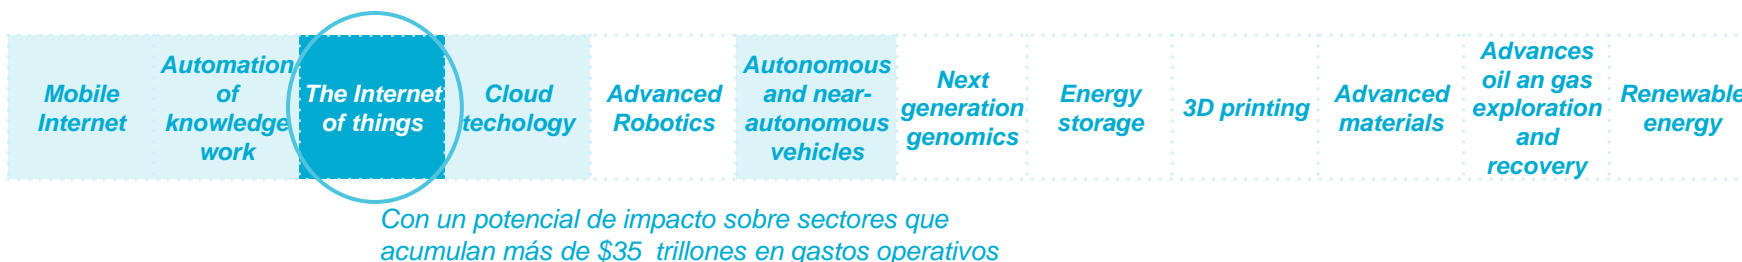 Mobile
Internet
Automation
of
knowledge
work
The Internet
of things
Cloud
techology
Advanced
Robotics
Autonomous
and near-
autonomous
vehicles
Next
generation
genomics
Energy
storage
3D printing
Advanced
materials
Advances
oil an gas
exploration
and
recovery
Renewable
energy
Con un potencial de impacto sobre sectores que
acumulan más de $35 trillones en gastos operativos